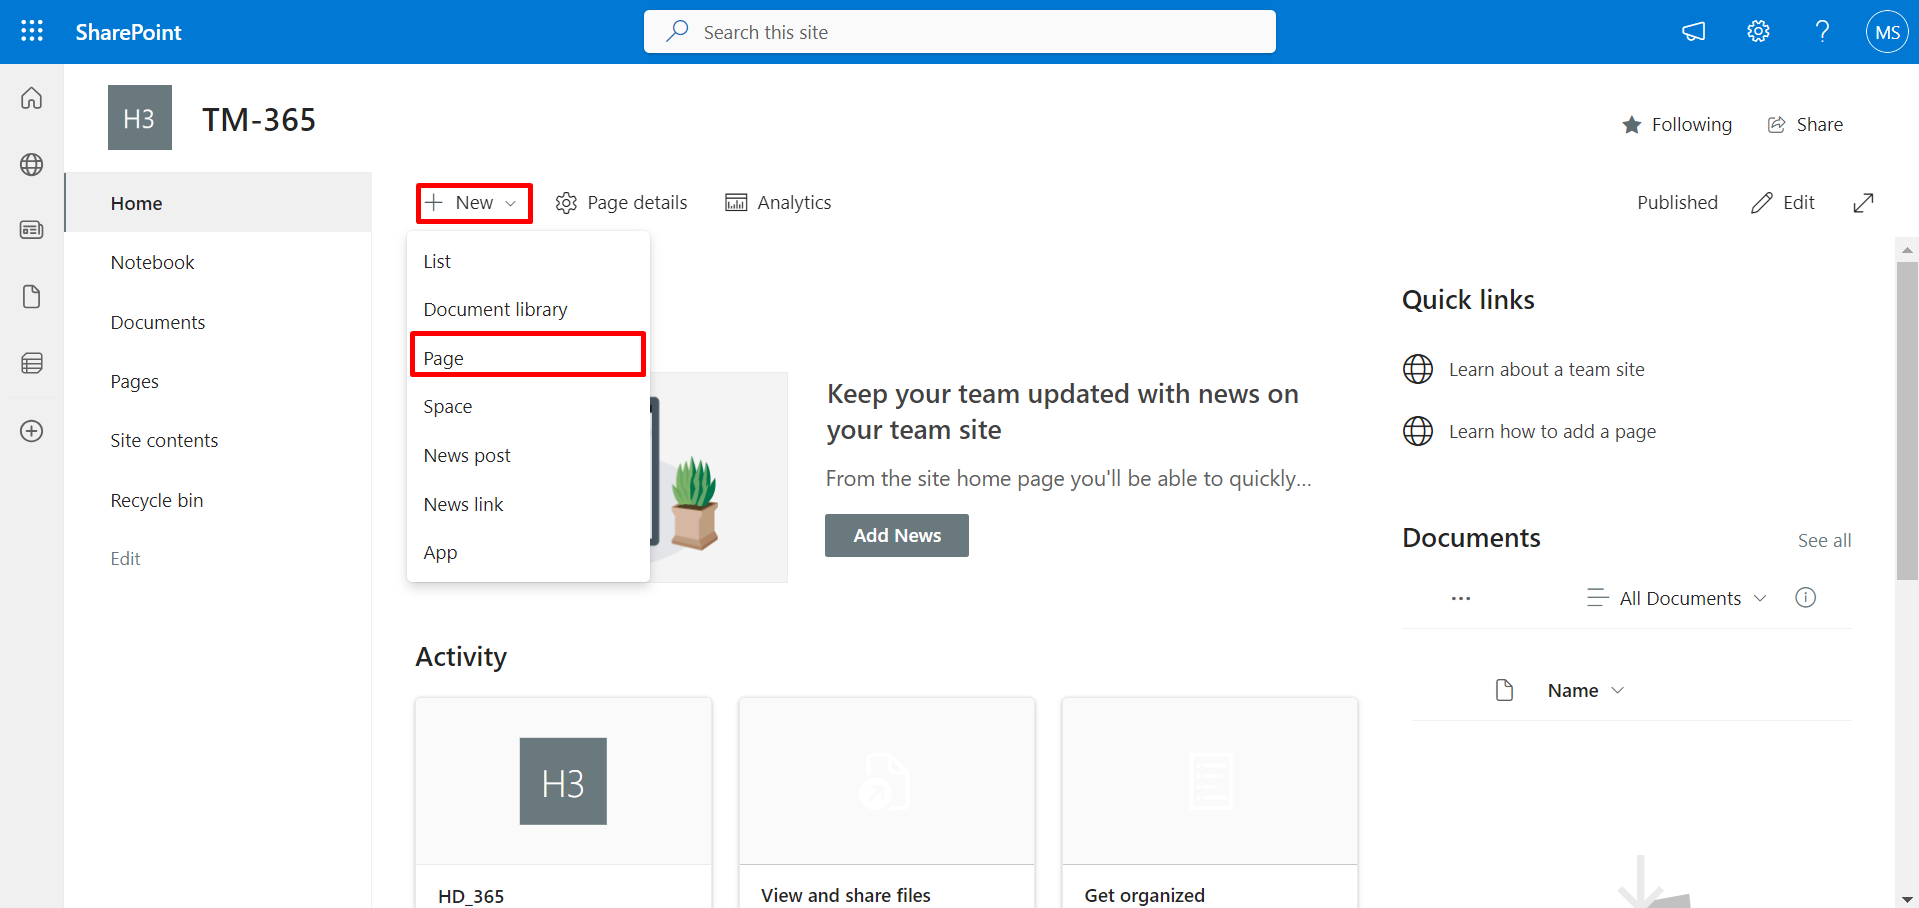 SharePoint
Search this site
MS
H3
TM-365
Following
Share
Home
Notebook
Documents
Pages
Site contents
Recycle bin
Edit
New
Page details
Analytics
Published
Edit
List
Document library
Page
Space
News post
News link
App
Keep your team updated with news on
your team site
From the site home page you'll be able to quickly...
Add News
Quick links
Learn about a team site
Learn how to add a page
Documents
See all
All Documents
Name
Activity
H3
HD_365
View and share files
Get organized